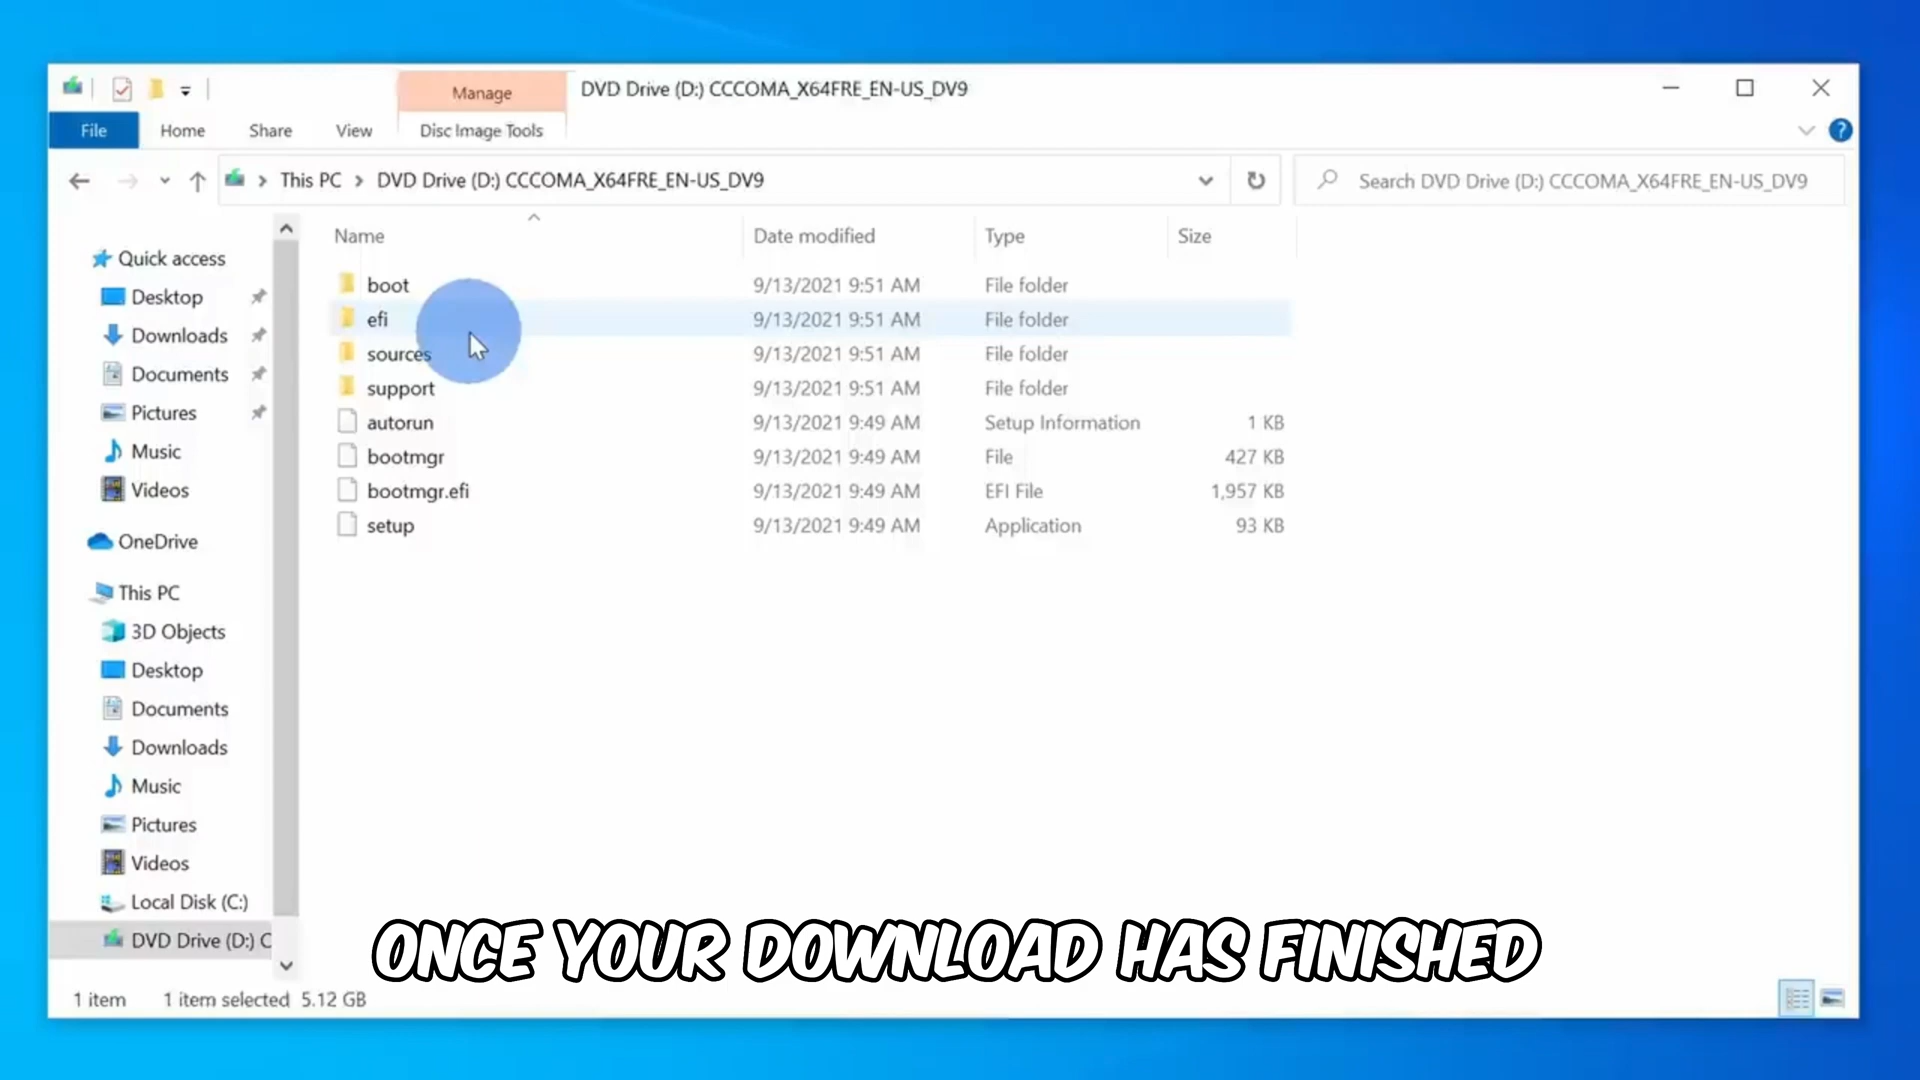 Manage
DVD Drive (D:) CCCOMA_X64FRE_EN-US_DV9
File Home Share View Disc Image Tools
?
This PC DVD Drive (D:) CCCOMA_X64FRE_EN-US_DV9
Search DVD Drive (D:) CCCOMA_X64FRE_EN-US_DV9
Quick access
Desktop
Downloads
Documents
Pictures
Music
Videos
OneDrive
This PC
3D Objects
Desktop
Documents
Downloads
Music
Pictures
Videos
Local Disk (C:)
DVD Drive (D:) C
Name Date modified Type Size
boot 9/13/2021 9:51 AM File folder
efi 9/13/2021 9:51 AM File folder
sources 9/13/2021 9:51 AM File folder
support 9/13/2021 9:51 AM File folder
autorun 9/13/2021 9:49 AM Setup Information 1 KB
bootmgr 9/13/2021 9:49 AM File 427 KB
bootmgr.efi 9/13/2021 9:49 AM EFI File 1,957 KB
setup 9/13/2021 9:49 AM Application 93 KB
ONCE YOUR DOWNLOAD HAS FINISHED
1 item 1 item selected 5.12 GB